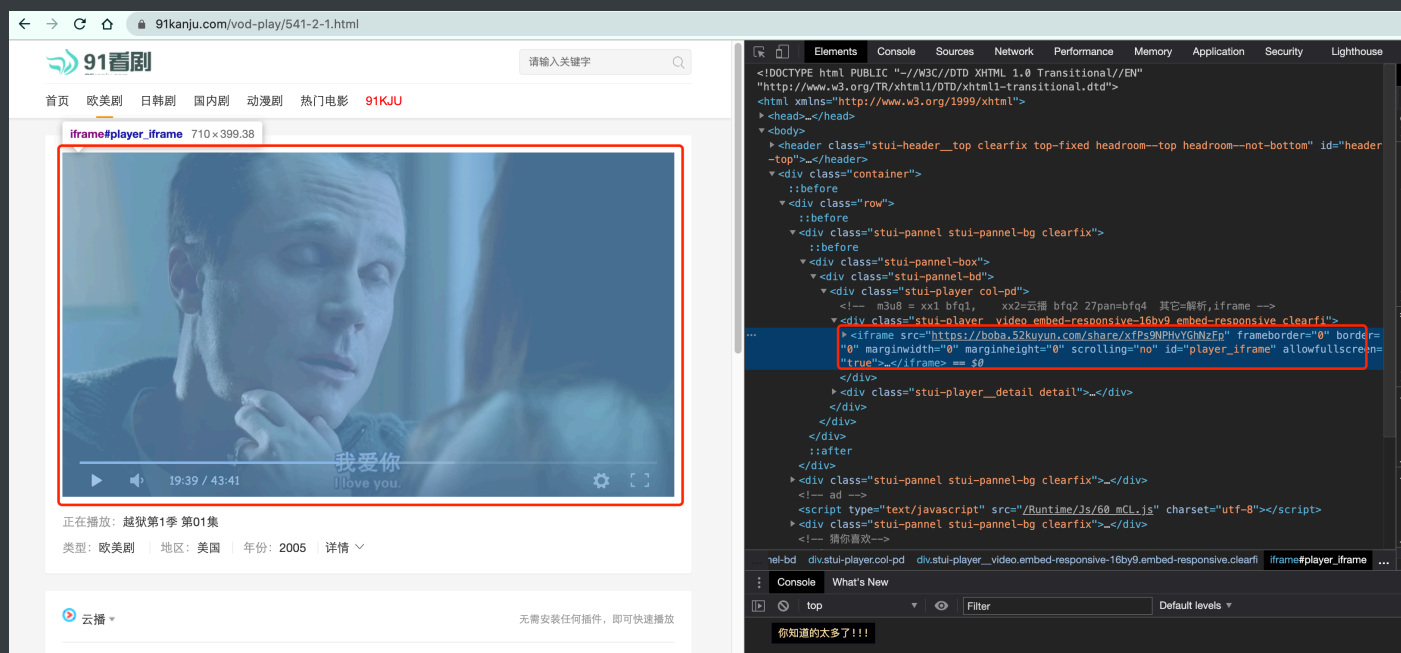 91kanju.com/vod-play/541-2-1.html
91看剧
请输入关键字
首页 欧美剧 日韩剧 国内剧 动漫剧 热门电影 91KJU
iframe#player_iframe 710×399.38
我爱你
I love you.
19:39 / 43:41
正在播放：越狱第1季 第01集
类型：欧美剧 地区：美国 年份：2005 详情
云播
无需安装任何插件，即可快速播放
Elements Console Sources Network Performance Memory Application Security Lighthouse
<!DOCTYPE html PUBLIC "-//W3C//DTD XHTML 1.0 Transitional//EN"
"http://www.w3.org/TR/xhtml1/DTD/xhtml1-transitional.dtd">
<html xmlns="http://www.w3.org/1999/xhtml">
<head>…</head>
<body>
<header class="stui-header__top clearfix top-fixed headroom--top headroom--not-bottom" id="header
-top">…</header>
<div class="container">
::before
<div class="row">
::before
<div class="stui-pannel stui-pannel-bg clearfix">
::before
<div class="stui-pannel-box">
<div class="stui-pannel-bd">
<div class="stui-player col-pd">
<!-- m3u8 = xx1 bfq1, xx2=云播 bfq2 27pan=bfq4 其它=解析,iframe -->
<div class="stui-player__video embed-responsive-16by9 embed-responsive clearfi">
<iframe src="https://boba.52kuyun.com/share/xfPs9NPHvYGhNzFp" frameborder="0" border=
"0" marginwidth="0" marginheight="0" scrolling="no" id="player_iframe" allowfullscreen=
"true">…</iframe> == $0
</div>
<div class="stui-player__detail detail">…</div>
</div>
</div>
</div>
::after
</div>
<div class="stui-pannel stui-pannel-bg clearfix">…</div>
<!-- ad -->
<script type="text/javascript" src="/Runtime/Js/60_mCL.js" charset="utf-8"></script>
<div class="stui-pannel stui-pannel-bg clearfix">…</div>
<!-- 猜你喜欢-->
nel-bd div.stui-player.col-pd div.stui-player__video.embed-responsive-16by9.embed-responsive.clearfi iframe#player_iframe …
Console What's New
top Filter Default levels
你知道的太多了!!!